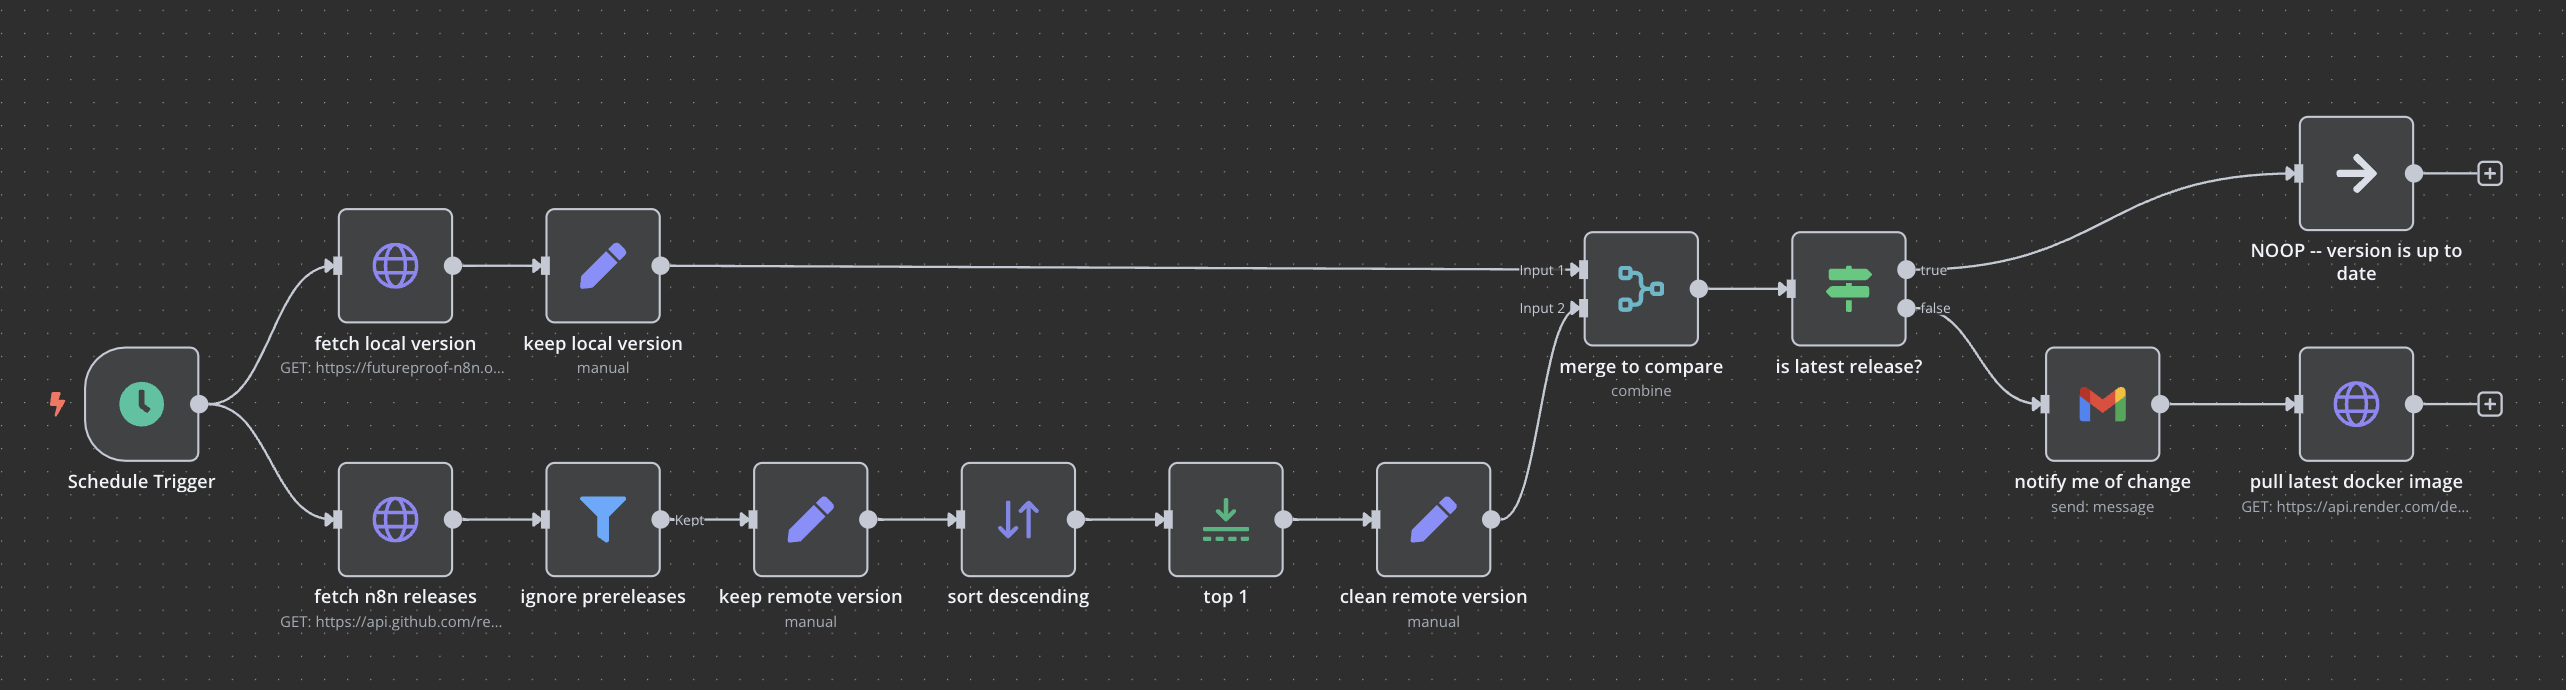 NOOP -- version is up to
date
Input 1
true
Input 2
false
fetch local version
GET: https://futureproof-n8n.o...
keep local version
manual
merge to compare
combine
is latest release?
Schedule Trigger
notify me of change
send: message
pull latest docker image
GET: https://api.render.com/de...
Kept
fetch n8n releases
GET: https://api.github.com/re...
ignore prereleases
keep remote version
manual
sort descending
top 1
clean remote version
manual